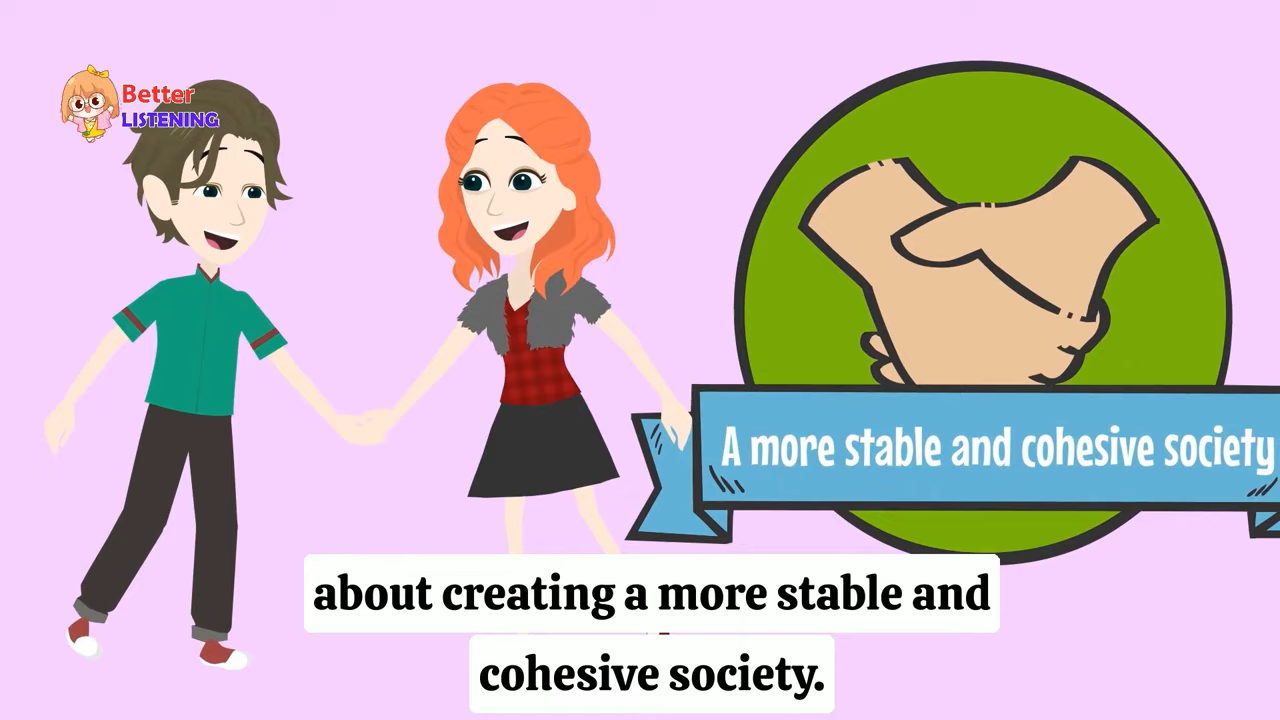 Better
LISTENING
A more stable and cohesive society
about creating a more stable and
cohesive society.